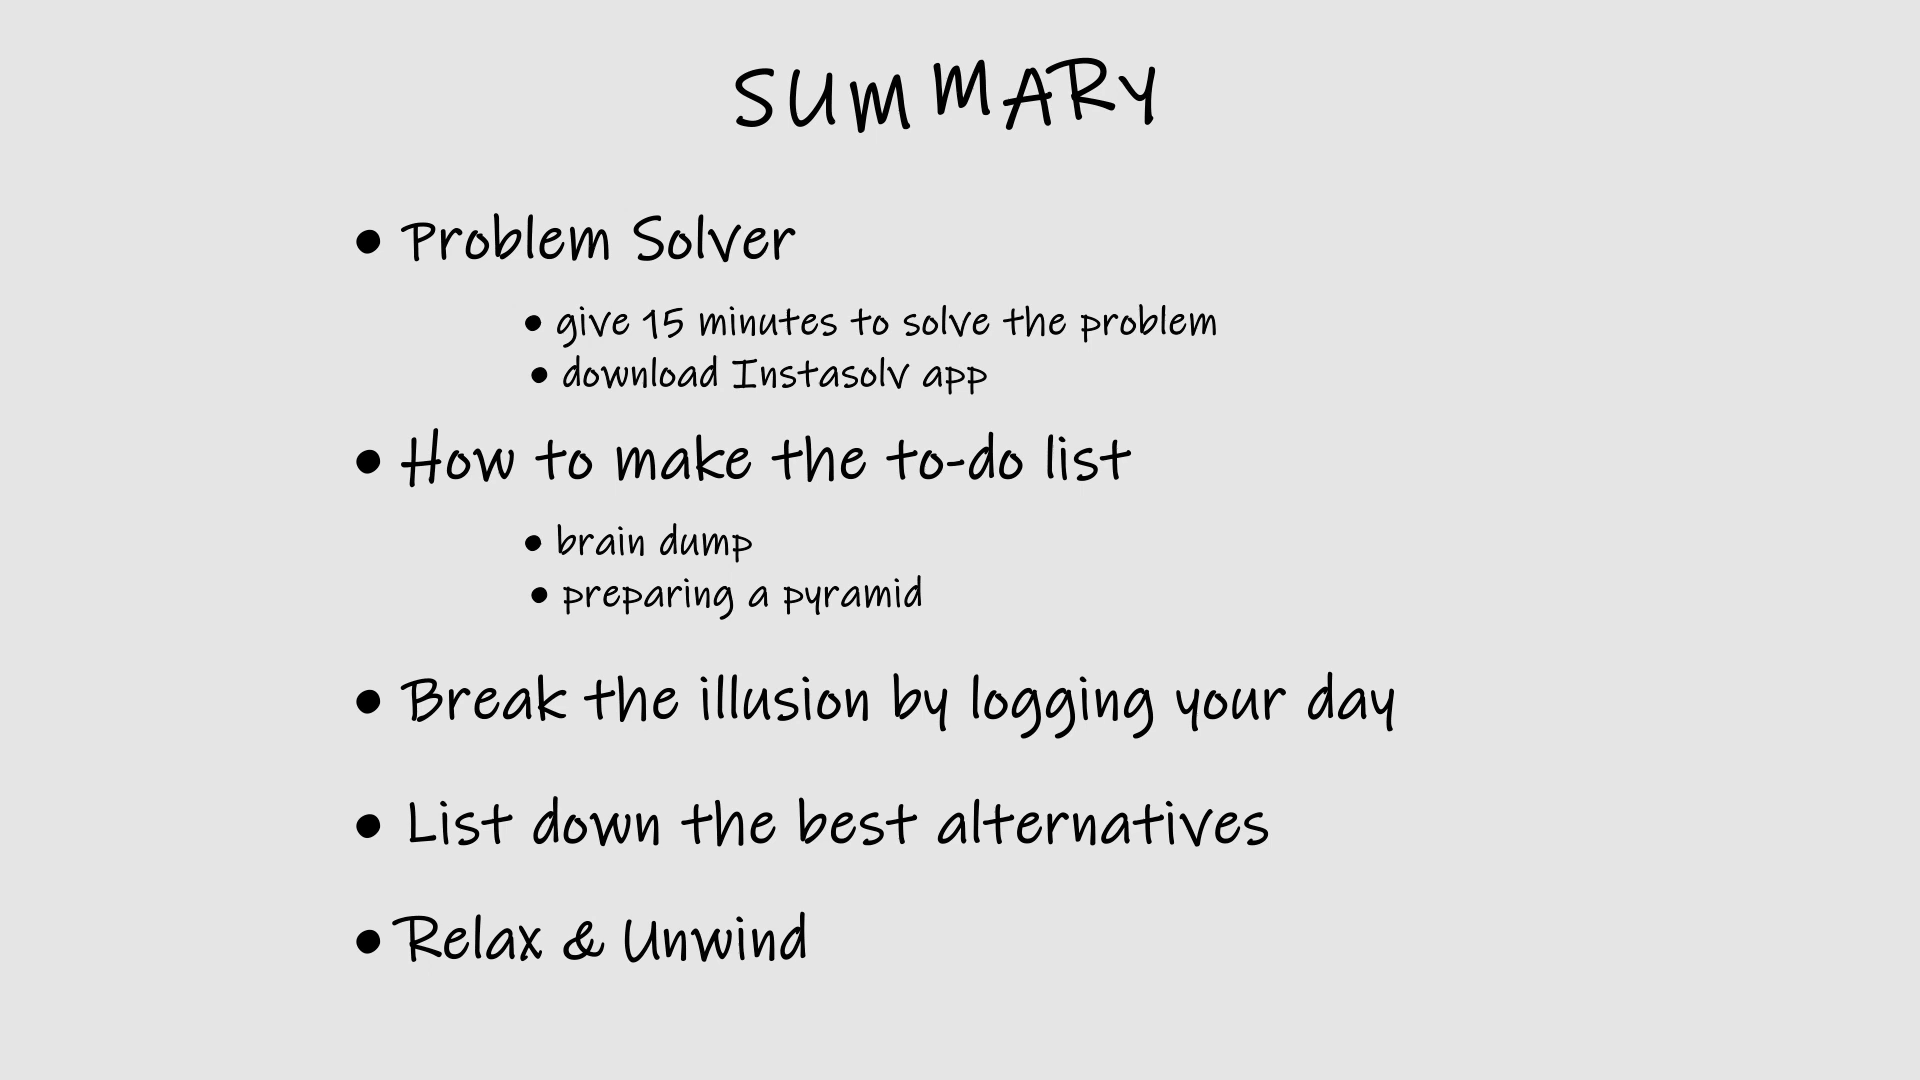 SUMMARY
• Problem Solver
• give 15 minutes to solve the problem
• download Instasolv app
• How to make the to-do list
• brain dump
• preparing a pyramid
• Break the illusion by logging your day
• List down the best alternatives
• Relax & Unwind